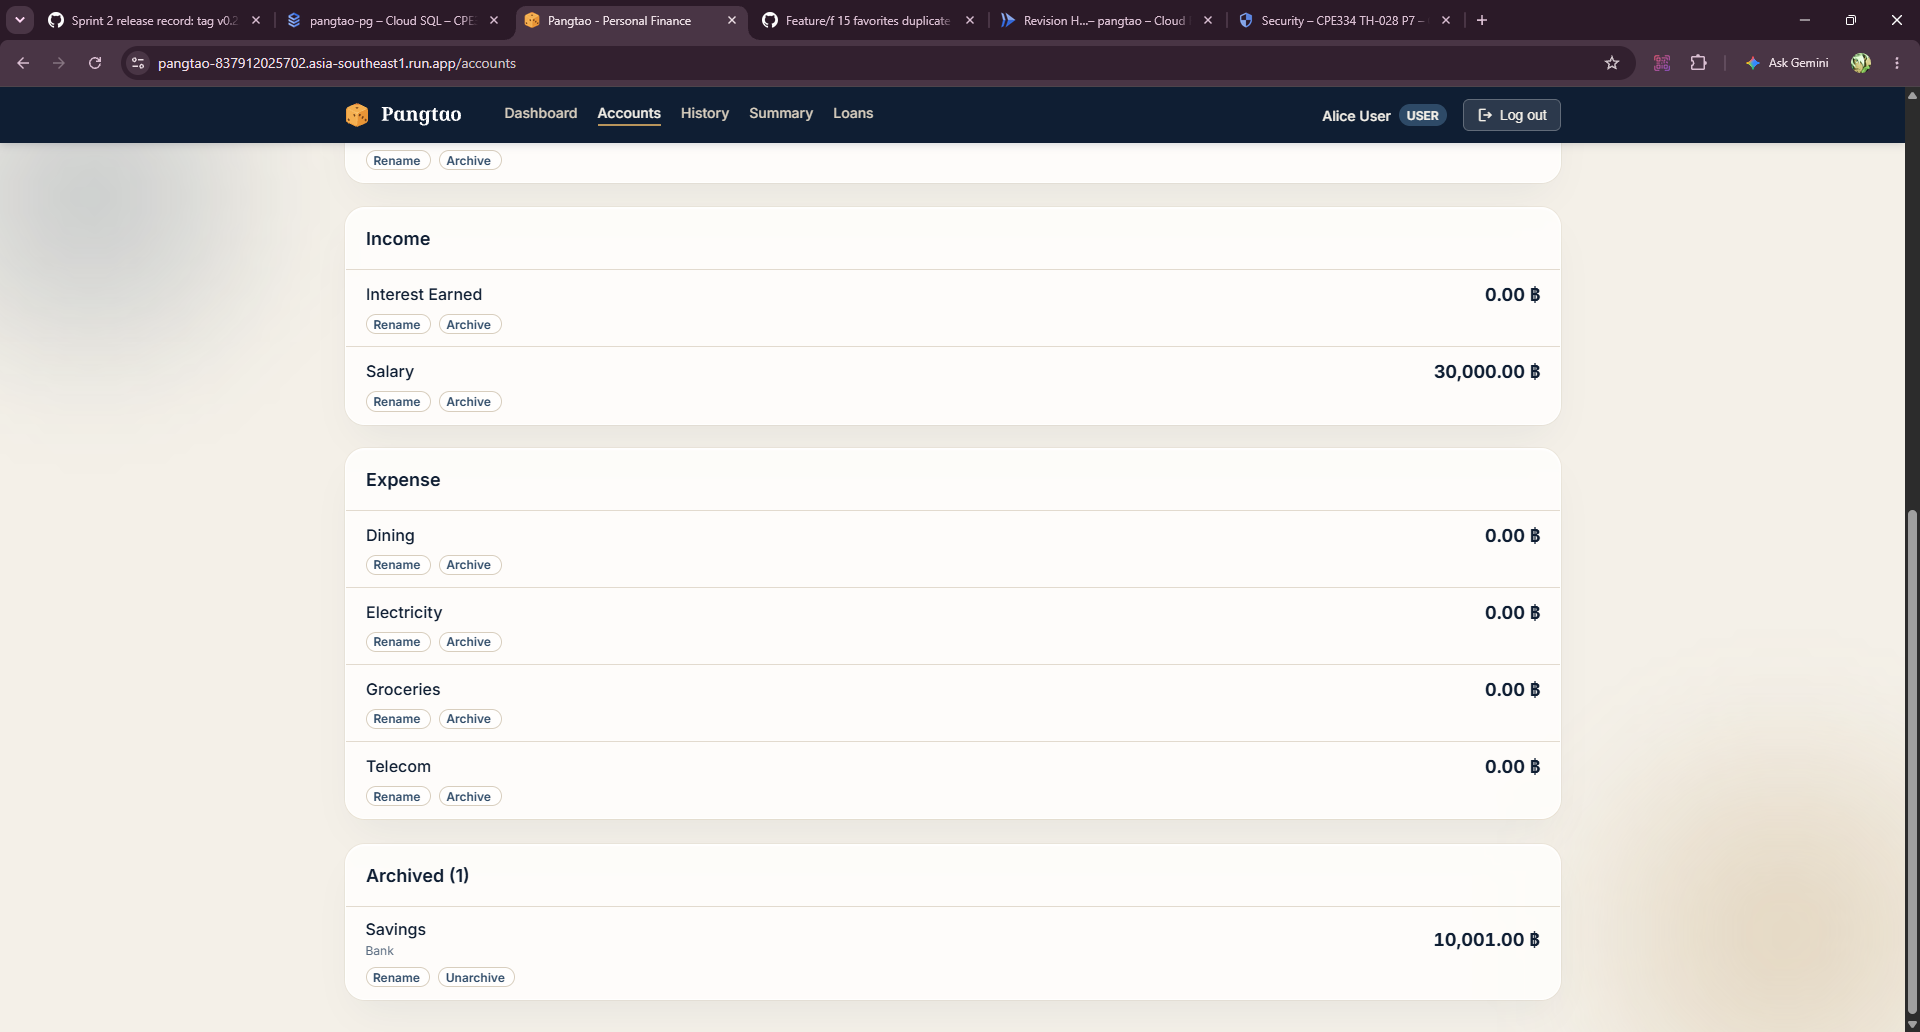 Sprint 2 release record: tag v0.2
pangtao-pg – Cloud SQL – CPE
Pangtao - Personal Finance
Feature/f 15 favorites duplicate
Revision H...– pangtao – Cloud
Security – CPE334 TH-028 P7 –
pangtao-837912025702.asia-southeast1.run.app/accounts
Ask Gemini
Pangtao
Dashboard
Accounts
History
Summary
Loans
Alice User
USER
Log out
Rename
Archive
Income
Interest Earned
0.00 ฿
Rename
Archive
Salary
30,000.00 ฿
Rename
Archive
Expense
Dining
0.00 ฿
Rename
Archive
Electricity
0.00 ฿
Rename
Archive
Groceries
0.00 ฿
Rename
Archive
Telecom
0.00 ฿
Rename
Archive
Archived (1)
Savings
Bank
10,001.00 ฿
Rename
Unarchive